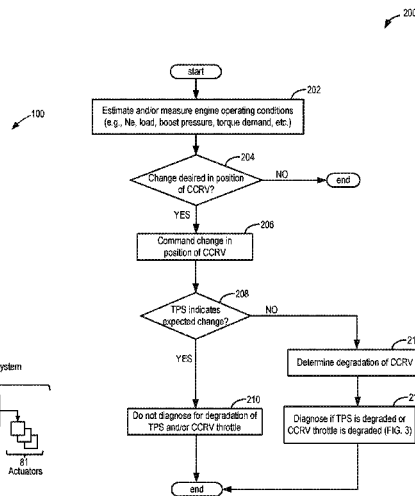 200
start
202
Estimate and/or measure engine operating conditions
(e.g., Ne, load, boost pressure, torque demand, etc.)
100
204
Change desired in position
of CCRV?
NO
end
YES
206
Command change in
position of CCRV
208
TPS indicates
expected change?
NO
YES
Determine degradation of CCRV
210
Do not diagnose for degradation of
TPS and/or CCRV throttle
Diagnose if TPS is degraded or
CCRV throttle is degraded (FIG. 3)
81
Actuators
end